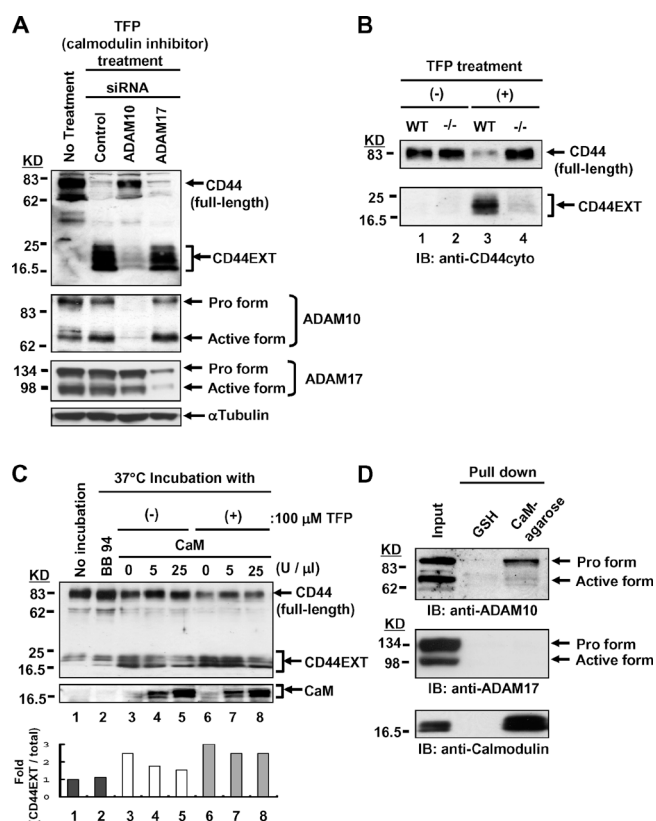 A
TFP
(calmodulin inhibitor)
treatment
siRNA
No Treatment
Control
ADAM10
ADAM17
KD
83
62
CD44
(full-length)
25
16.5
CD44EXT
83
62
Pro form
Active form
ADAM10
134
98
Pro form
Active form
ADAM17
αTubulin
B
TFP treatment
(-) (+)
WT -/- WT -/-
KD
83
CD44
(full-length)
25
16.5
CD44EXT
1 2 3 4
IB: anti-CD44cyto
C
37°C Incubation with
No incubation
BB 94
(-) (+) :100 µM TFP
CaM
0 5 25 0 5 25 (U / µl)
KD
83
62
CD44
(full-length)
25
16.5
CD44EXT
16.5
CaM
1 2 3 4 5 6 7 8
Fold
(CD44EXT / total)
3
2
1
0
1 2 3 4 5 6 7 8
D
Pull down
Input
GSH
CaM-
agarose
KD
83
62
Pro form
Active form
IB: anti-ADAM10
KD
134
98
Pro form
Active form
IB: anti-ADAM17
16.5
IB: anti-Calmodulin